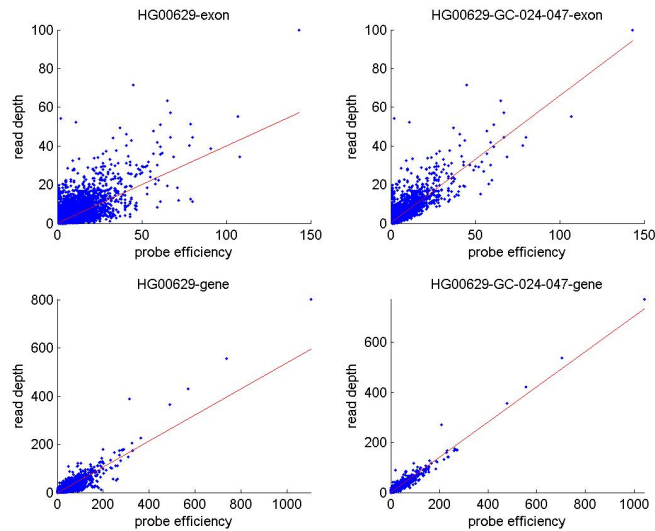 HG00629-exon
100
80
60
40
20
0
read depth
0 50 100 150
probe efficiency
HG00629-GC-024-047-exon
100
80
60
40
20
0
read depth
0 50 100 150
probe efficiency
HG00629-gene
800
600
400
200
0
read depth
0 200 400 600 800 1000
probe efficiency
HG00629-GC-024-047-gene
600
400
200
0
read depth
0 200 400 600 800 1000
probe efficiency